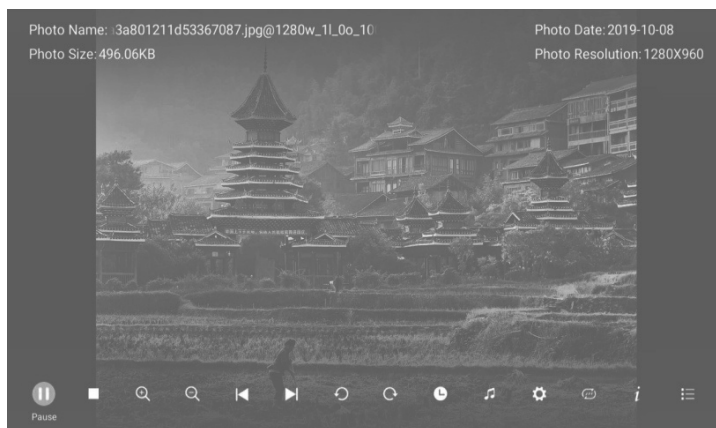 Photo Name: 3a801211d53367087.jpg@1280w_1l_0o_10
Photo Date: 2019-10-08
Photo Size: 496.06KB
Photo Resolution: 1280X960
Pause